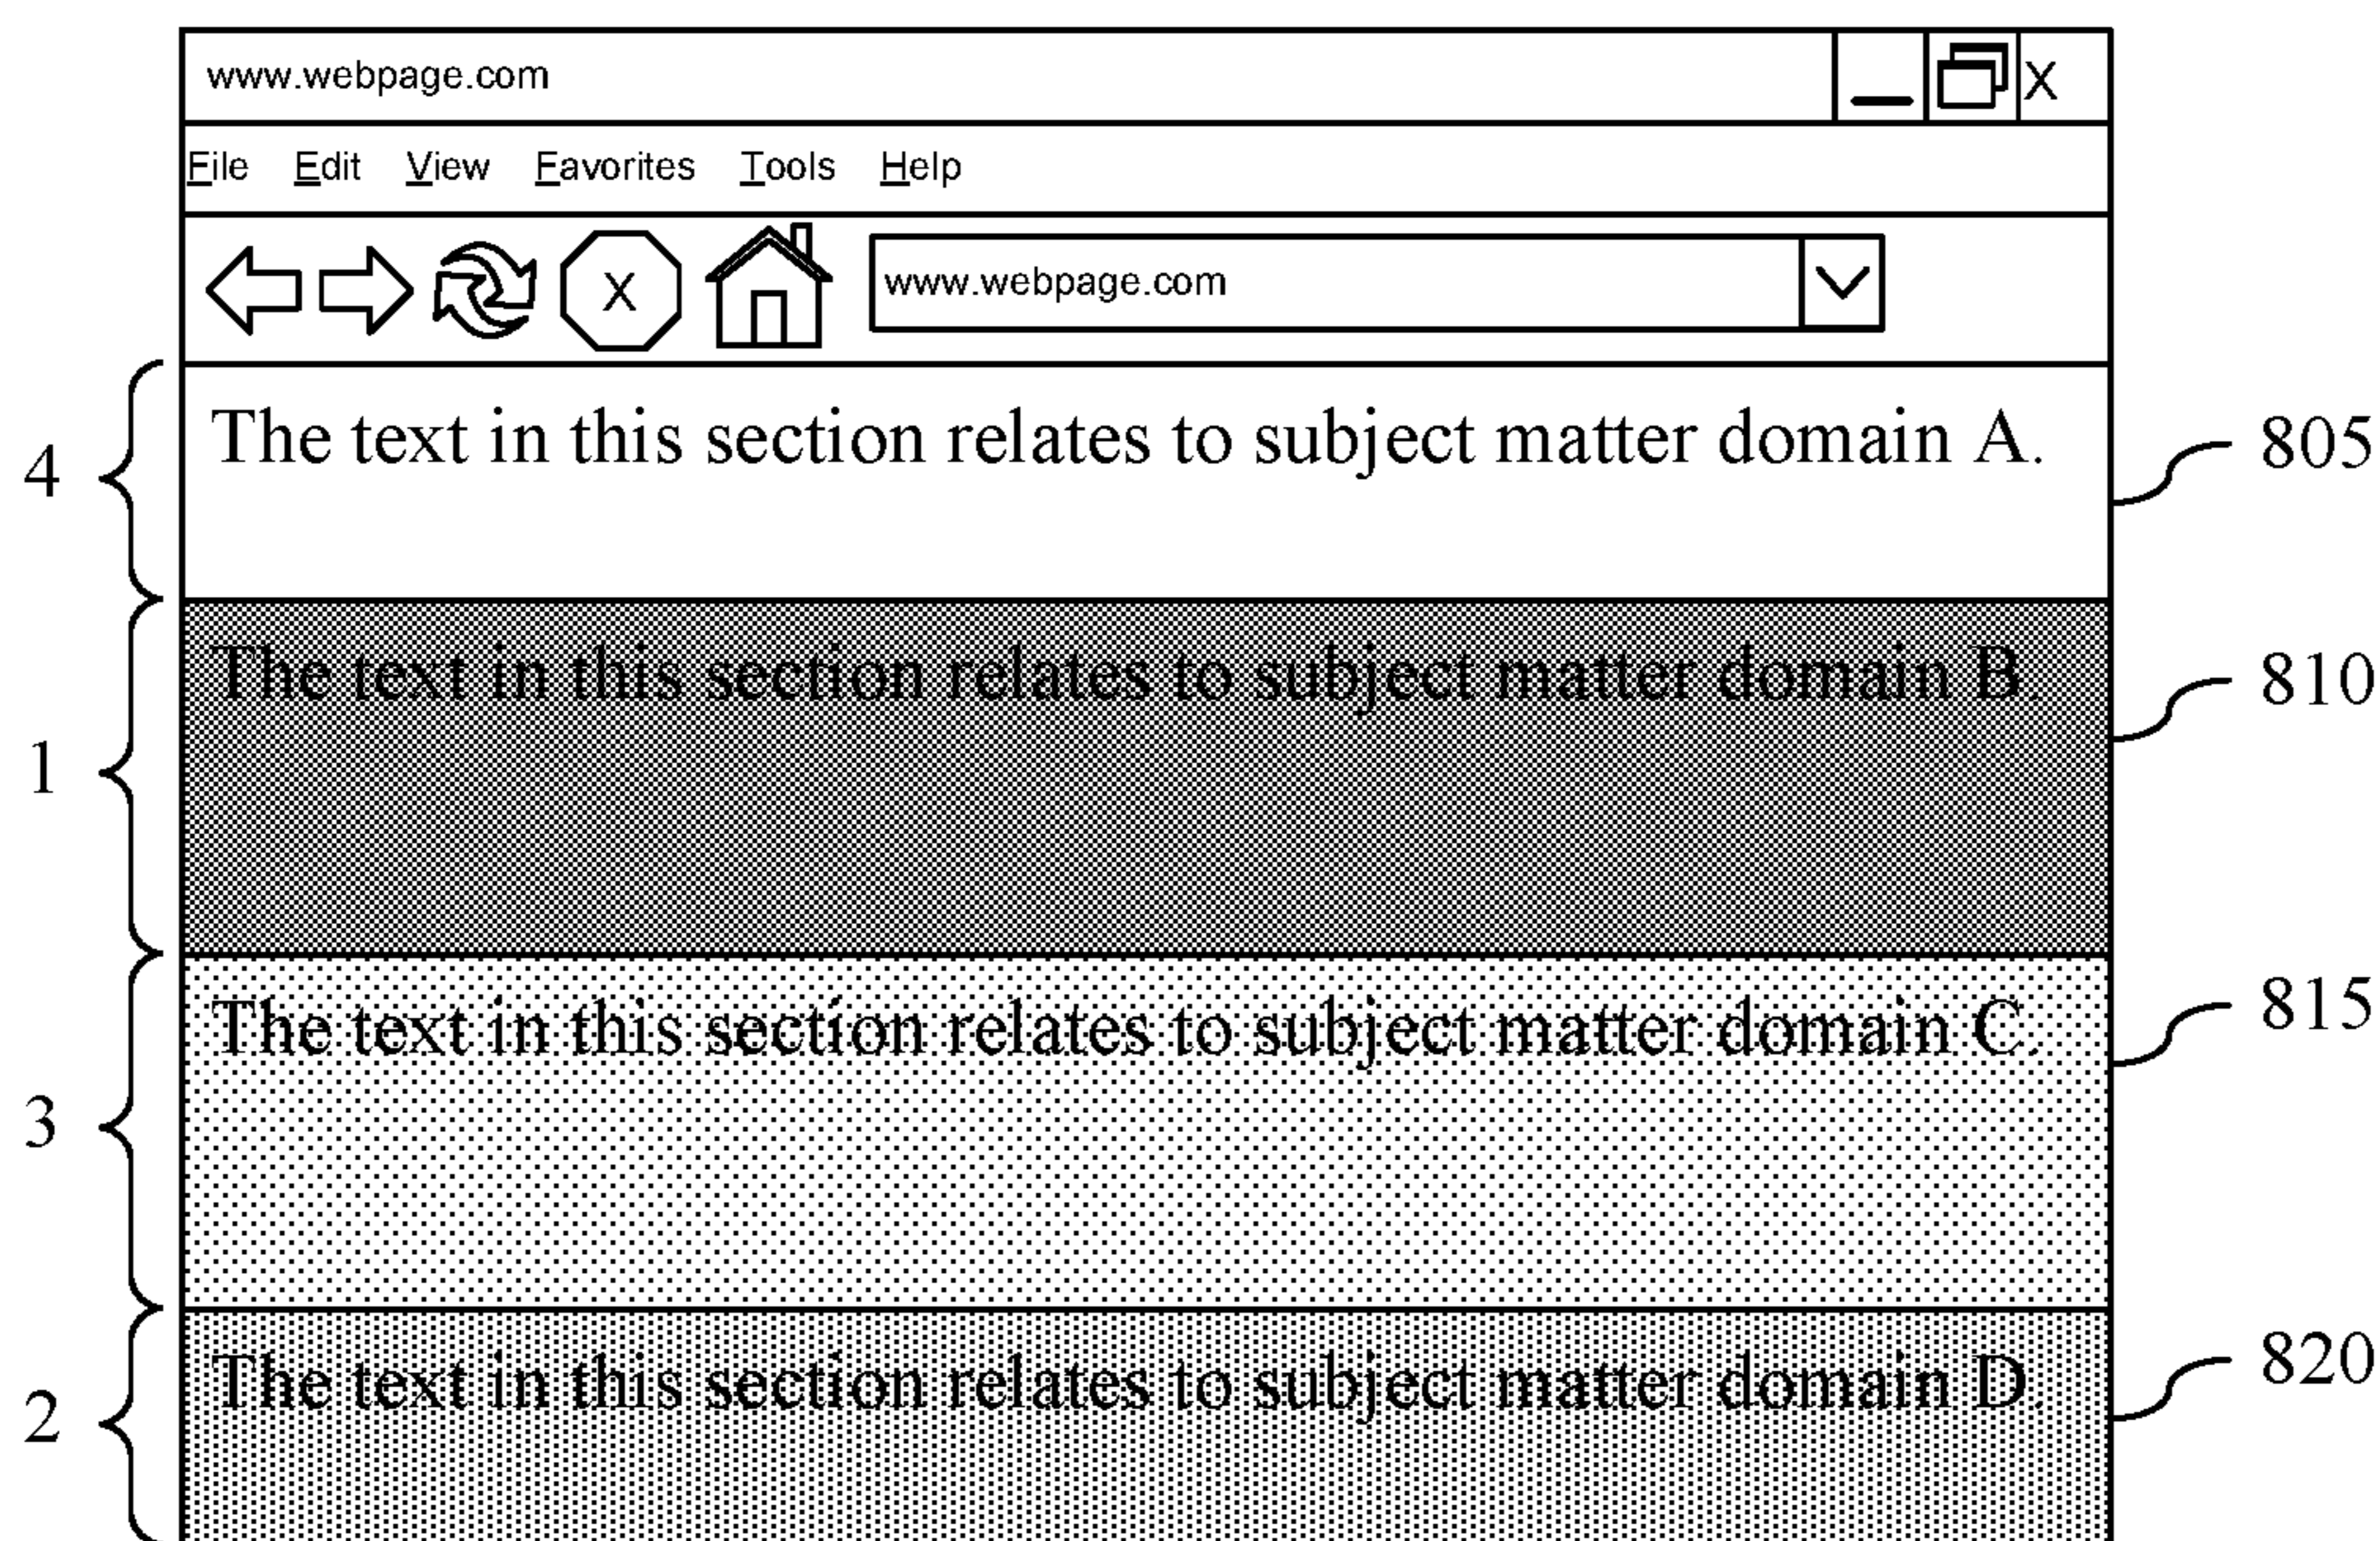 www.webpage.com X
File Edit View Favorites Tools Help
X www.webpage.com
4 The text in this section relates to subject matter domain A. 805
1 The text in this section relates to subject matter domain B. 810
3 The text in this section relates to subject matter domain C. 815
2 The text in this section relates to subject matter domain D. 820